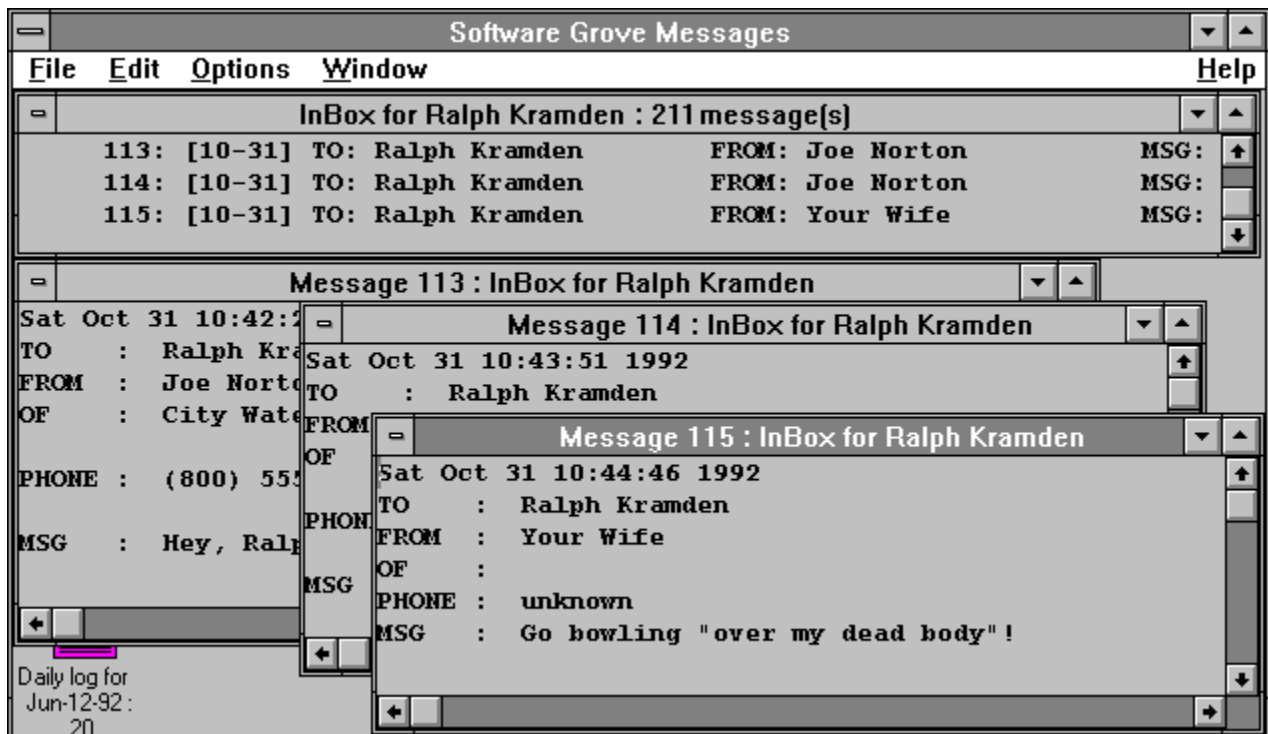 Software Grove Messages
File Edit Options Window Help
InBox for Ralph Kramden : 211 message(s)
113: [10-31] TO: Ralph Kramden FROM: Joe Norton MSG:
114: [10-31] TO: Ralph Kramden FROM: Joe Norton MSG:
115: [10-31] TO: Ralph Kramden FROM: Your Wife MSG:
Message 113 : InBox for Ralph Kramden
Sat Oct 31 10:42:
TO : Ralph
FROM : Joe
OF : City
PHONE : (800)
MSG : Hey,
Message 114 : InBox for Ralph Kramden
Sat Oct 31 10:43:51 1992
TO : Ralph Kramden
FROM
OF
MSG
Message 115 : InBox for Ralph Kramden
Sat Oct 31 10:44:46 1992
TO : Ralph Kramden
FROM : Your Wife
OF :
PHONE : unknown
MSG : Go bowling "over my dead body"!
Daily log for
Jun-12-92 :
20